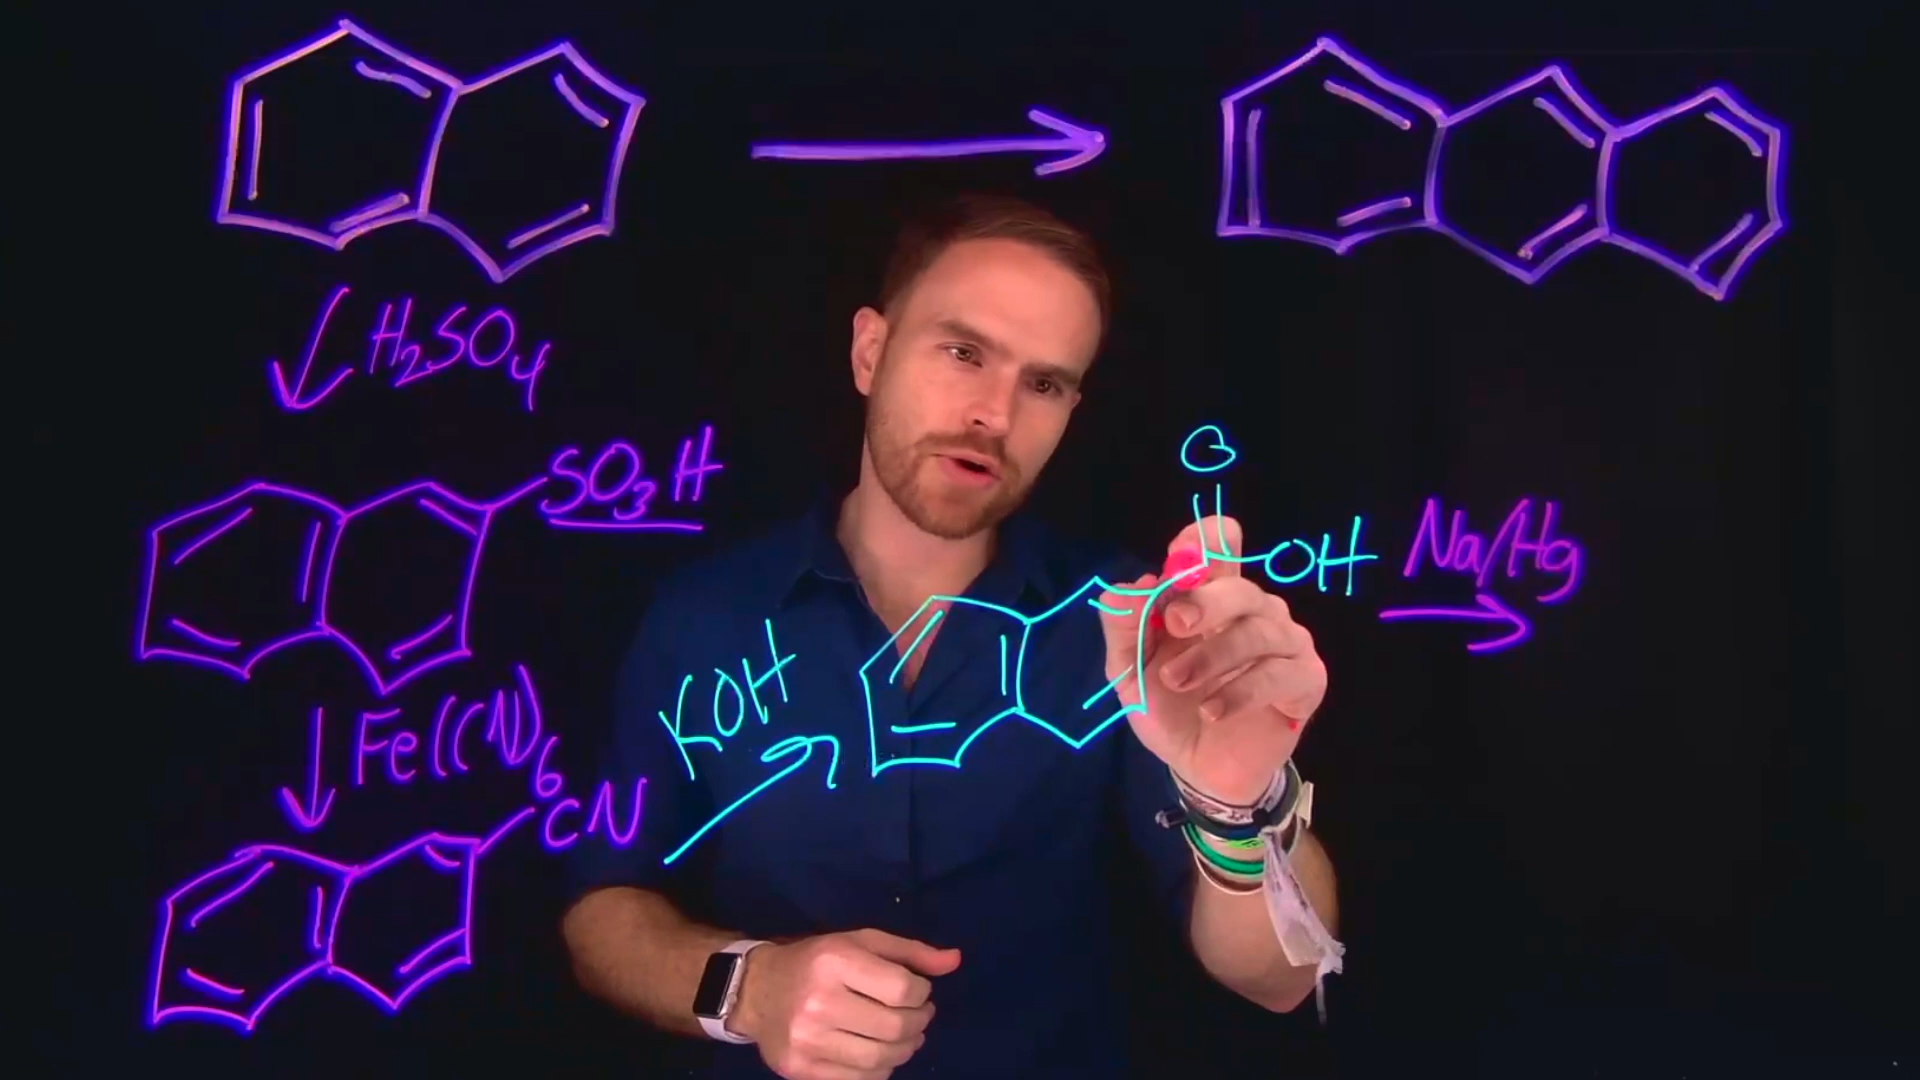 H₂SO₄
SO₃H
Fe(CN)₆
CN
KOH
O
OH
Na/Hg